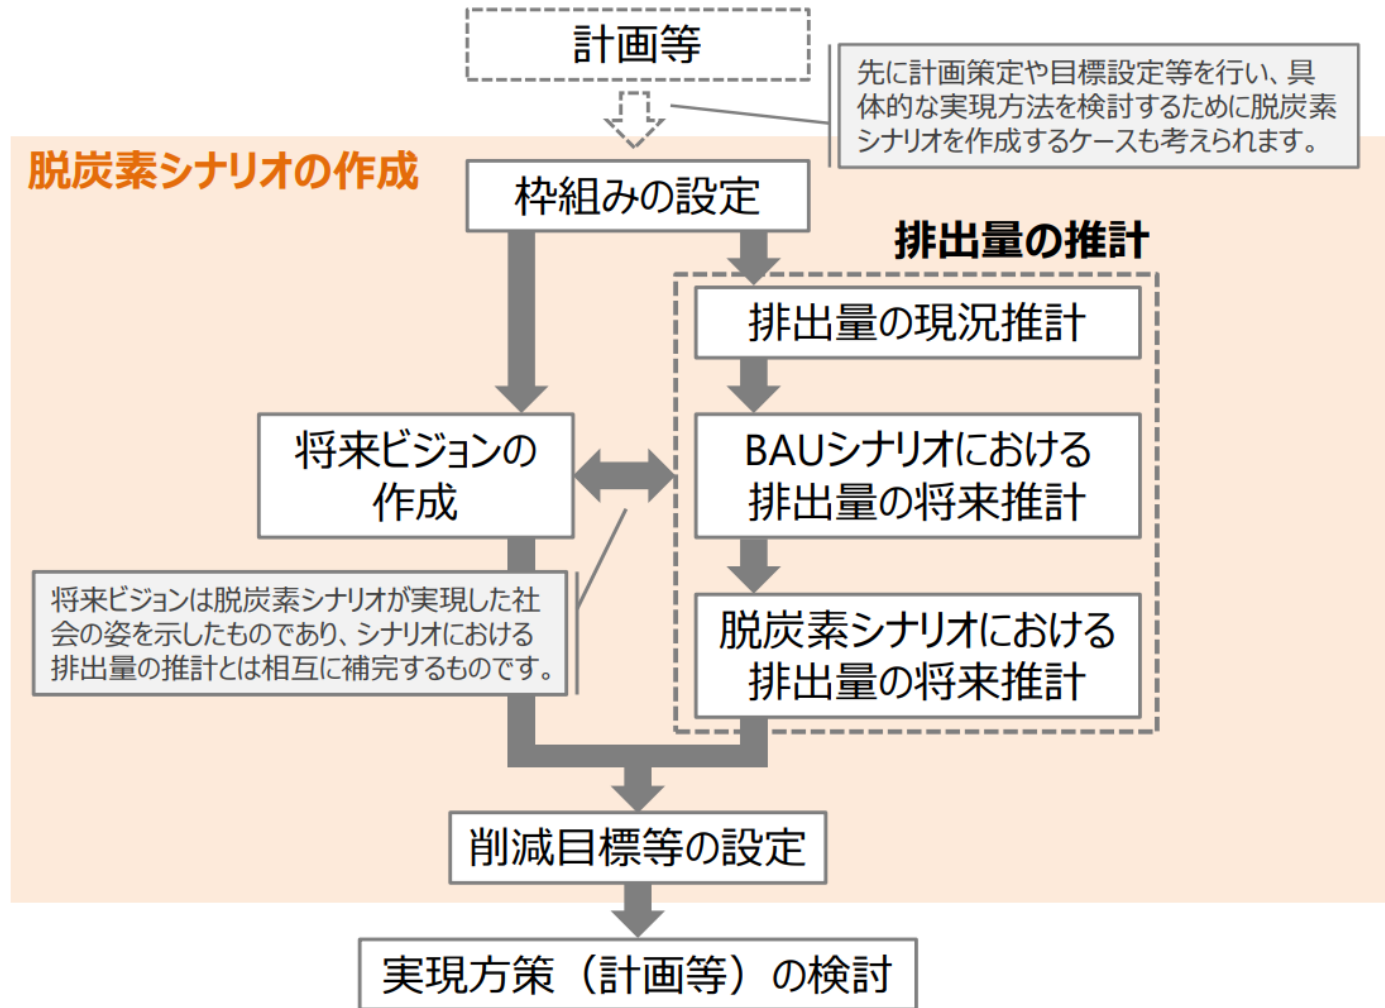 計画等
先に計画策定や目標設定等を行い、具
体的な実現方法を検討するために脱炭素
シナリオを作成するケースも考えられます。
脱炭素シナリオの作成
枠組みの設定
排出量の推計
排出量の現況推計
将来ビジョンの
作成
BAUシナリオにおける
排出量の将来推計
将来ビジョンは脱炭素シナリオが実現した社
会の姿を示したものであり、シナリオにおける
排出量の推計とは相互に補完するものです。
脱炭素シナリオにおける
排出量の将来推計
削減目標等の設定
実現方策（計画等）の検討